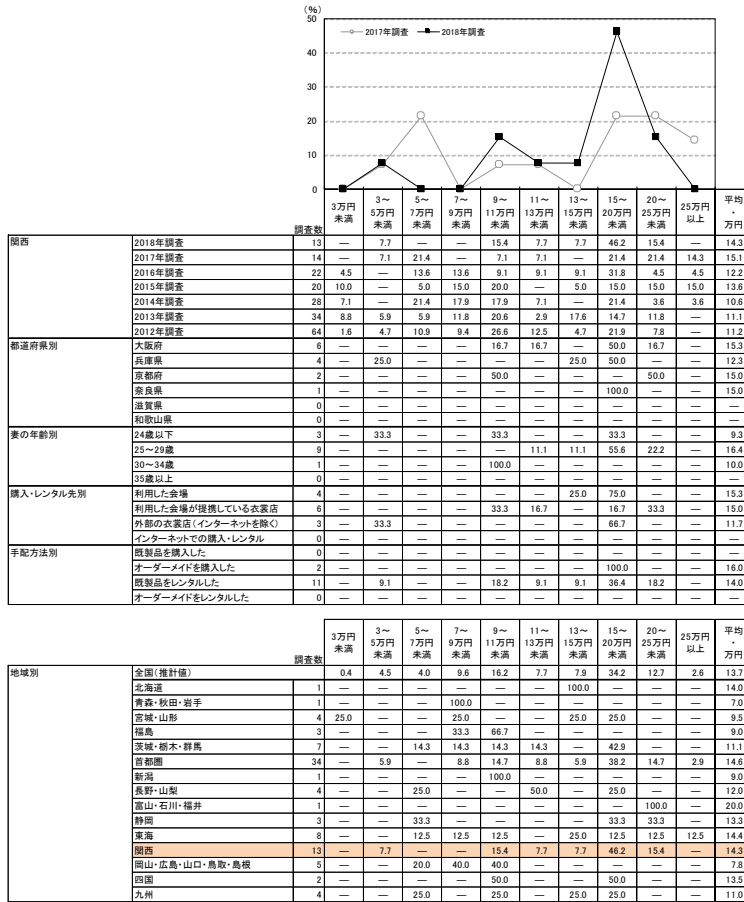 (%)
50
40
30
20
10
0
2017年調査 2018年調査
調査数 3万円未満 3～5万円未満 5～7万円未満 7～9万円未満 9～11万円未満 11～13万円未満 13～15万円未満 15～20万円未満 20～25万円未満 25万円以上 平均・万円
関西 2018年調査 13 — 7.7 — — 15.4 7.7 7.7 46.2 15.4 — 14.3
2017年調査 14 — 7.1 21.4 — 7.1 7.1 — 21.4 21.4 14.3 15.1
2016年調査 22 4.5 — 13.6 13.6 9.1 9.1 9.1 31.8 4.5 4.5 12.2
2015年調査 20 10.0 — 5.0 15.0 20.0 — 5.0 15.0 15.0 15.0 13.6
2014年調査 28 7.1 — 21.4 17.9 17.9 7.1 — 21.4 3.6 3.6 10.6
2013年調査 34 8.8 5.9 5.9 11.8 20.6 2.9 17.6 14.7 11.8 — 11.1
2012年調査 64 1.6 4.7 10.9 9.4 26.6 12.5 4.7 21.9 7.8 — 11.2
都道府県別 大阪府 6 — — — — 16.7 16.7 — 50.0 16.7 — 15.3
兵庫県 4 — 25.0 — — — — 25.0 50.0 — — 12.3
京都府 2 — — — — 50.0 — — — 50.0 — 15.0
奈良県 1 — — — — — — — 100.0 — — 15.0
滋賀県 0 — — — — — — — — — — —
和歌山県 0 — — — — — — — — — — —
妻の年齢別 24歳以下 3 — 33.3 — — 33.3 — — 33.3 — — 9.3
25～29歳 9 — — — — — 11.1 11.1 55.6 22.2 — 16.4
30～34歳 1 — — — — 100.0 — — — — — 10.0
35歳以上 0 — — — — — — — — — — —
購入・レンタル先別 利用した会場 4 — — — — — — 25.0 75.0 — — 15.3
利用した会場が提携している衣裳店 6 — — — — 33.3 16.7 — 16.7 33.3 — 15.0
外部の衣裳店(インターネットを除く) 3 — 33.3 — — — — — 66.7 — — 11.7
インターネットでの購入・レンタル 0 — — — — — — — — — — —
手配方法別 既製品を購入した 0 — — — — — — — — — — —
オーダーメイドを購入した 2 — — — — — — — 100.0 — — 16.0
既製品をレンタルした 11 — 9.1 — — 18.2 9.1 9.1 36.4 18.2 — 14.0
オーダーメイドをレンタルした 0 — — — — — — — — — — —
調査数 3万円未満 3～5万円未満 5～7万円未満 7～9万円未満 9～11万円未満 11～13万円未満 13～15万円未満 15～20万円未満 20～25万円未満 25万円以上 平均・万円
地域別 全国(推計値) 0.4 4.5 4.0 9.6 16.2 7.7 7.9 34.2 12.7 2.6 13.7
北海道 1 — — — — — — 100.0 — — — 14.0
青森・秋田・岩手 1 — — — 100.0 — — — — — — 7.0
宮城・山形 4 25.0 — — 25.0 — — 25.0 25.0 — — 9.5
福島 3 — — — 33.3 66.7 — — — — — 9.0
茨城・栃木・群馬 7 — — 14.3 14.3 14.3 14.3 — 42.9 — — 11.1
首都圏 34 — 5.9 — 8.8 14.7 8.8 5.9 38.2 14.7 2.9 14.6
新潟 1 — — — — 100.0 — — — — — 9.0
長野・山梨 4 — — 25.0 — — 50.0 — 25.0 — — 12.0
富山・石川・福井 1 — — — — — — — — 100.0 — 20.0
静岡 3 — — 33.3 — — — — 33.3 33.3 — 13.3
東海 8 — — 12.5 12.5 12.5 — 25.0 12.5 12.5 12.5 14.4
関西 13 — 7.7 — — 15.4 7.7 7.7 46.2 15.4 — 14.3
岡山・広島・山口・鳥取・島根 5 — — 20.0 40.0 40.0 — — — — — 7.8
四国 2 — — — — 50.0 — — 50.0 — — 13.5
九州 4 — — 25.0 — 25.0 — 25.0 25.0 — — 11.0